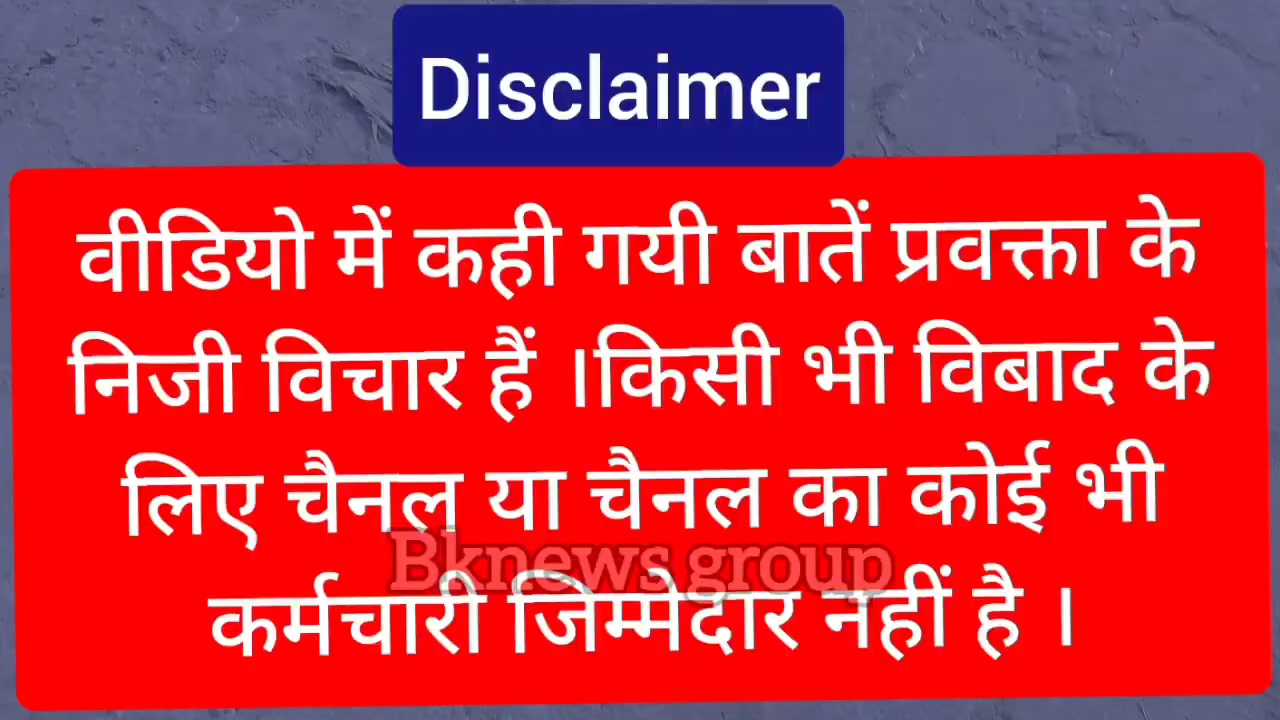 Disclaimer
वीडियो में कही गयी बातें प्रवक्ता के
निजी विचार हैं ।किसी भी विबाद के
लिए चैनल या चैनल का कोई भी
Bknews group
कर्मचारी जिम्मेदार नहीं है ।